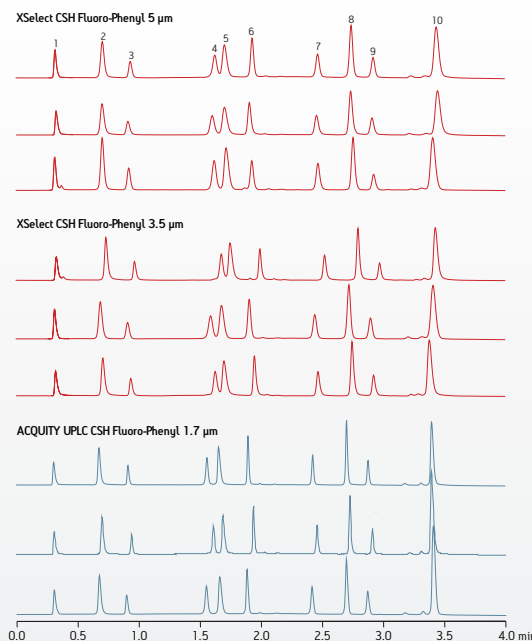 XSelect CSH Fluoro-Phenyl 5 µm
1 2 3 4 5 6 7 8 9 10
XSelect CSH Fluoro-Phenyl 3.5 µm
ACQUITY UPLC CSH Fluoro-Phenyl 1.7 µm
0.0 0.5 1.0 1.5 2.0 2.5 3.0 3.5 4.0